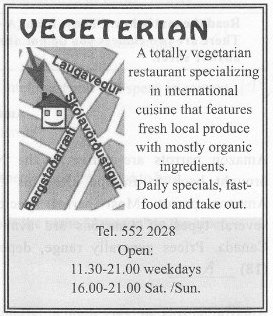 VEGETERIAN
Laugavegur
Skólavörðustígur
Bergstaðastræti
A totally vegetarian
restaurant specializing
in international
cuisine that features
fresh local produce
with mostly organic
ingredients.
Daily specials, fast-
food and take out.
Tel. 552 2028
Open:
11.30-21.00 weekdays
16.00-21.00 Sat. /Sun.